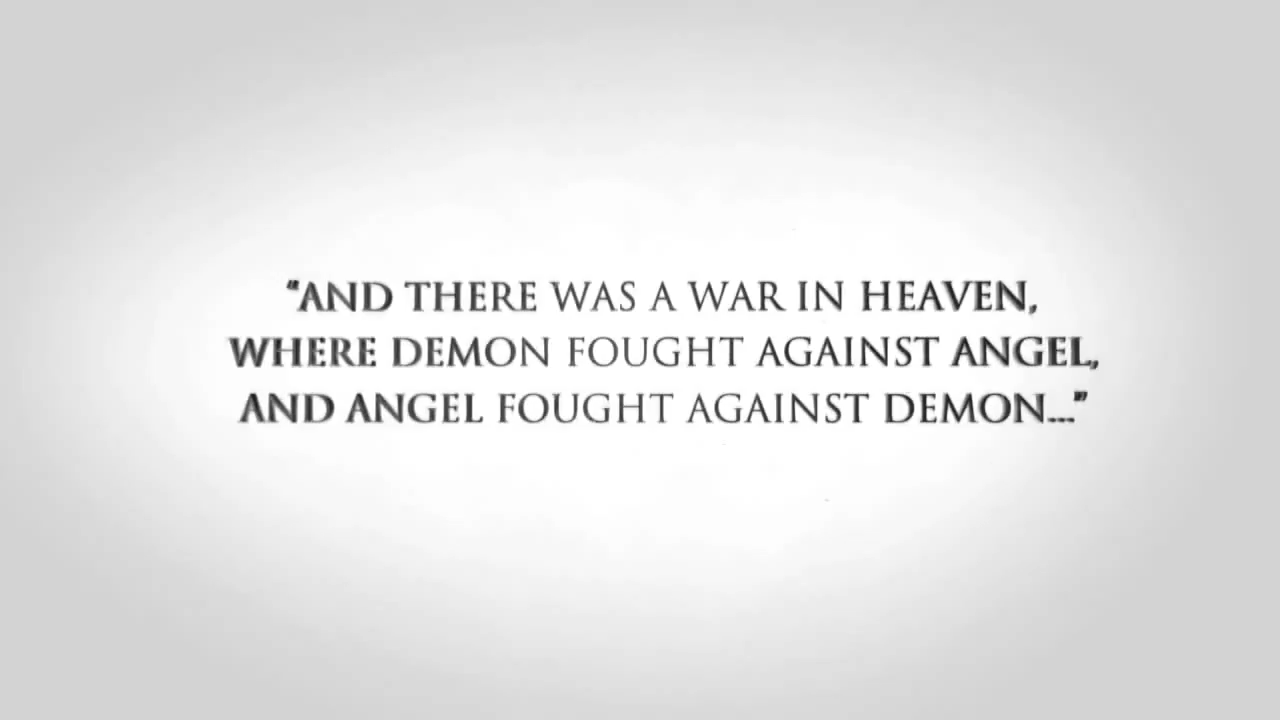 "AND THERE WAS A WAR IN HEAVEN,
WHERE DEMON FOUGHT AGAINST ANGEL,
AND ANGEL FOUGHT AGAINST DEMON..."